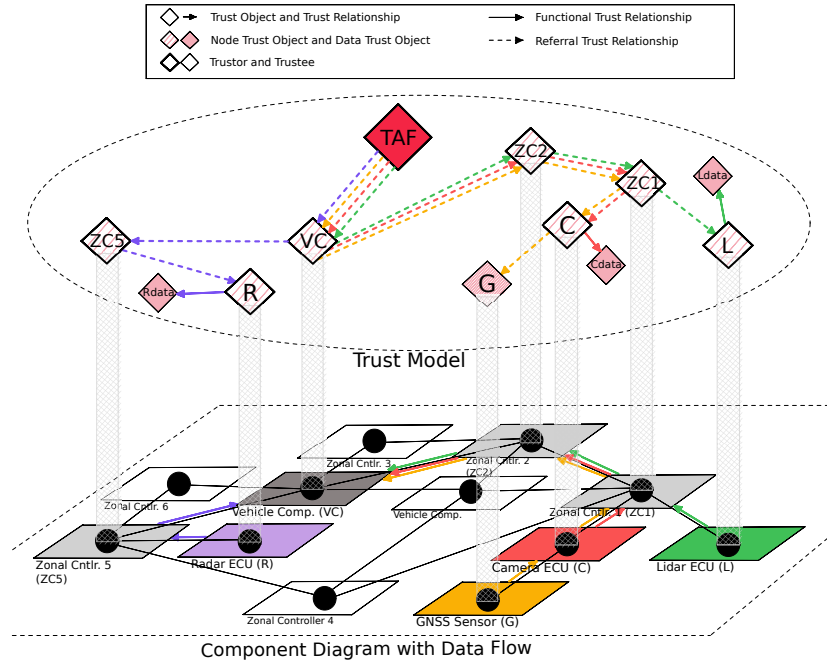 Trust Object and Trust Relationship
Functional Trust Relationship
Node Trust Object and Data Trust Object
Referral Trust Relationship
Trustor and Trustee
TAF
ZC2
ZC1
Ldata
C
ZC5
VC
L
Cdata
Rdata
R
G
Trust Model
Zonal Cntlr. 3
Zonal Cntlr. 2
(ZC2)
Zonal Cntlr. 6
Vehicle Comp. (VC)
Vehicle Comp.
Zonal Cntlr. 1 (ZC1)
Zonal Cntlr. 5
(ZC5)
Radar ECU (R)
Camera ECU (C)
Lidar ECU (L)
Zonal Controller 4
GNSS Sensor (G)
Component Diagram with Data Flow